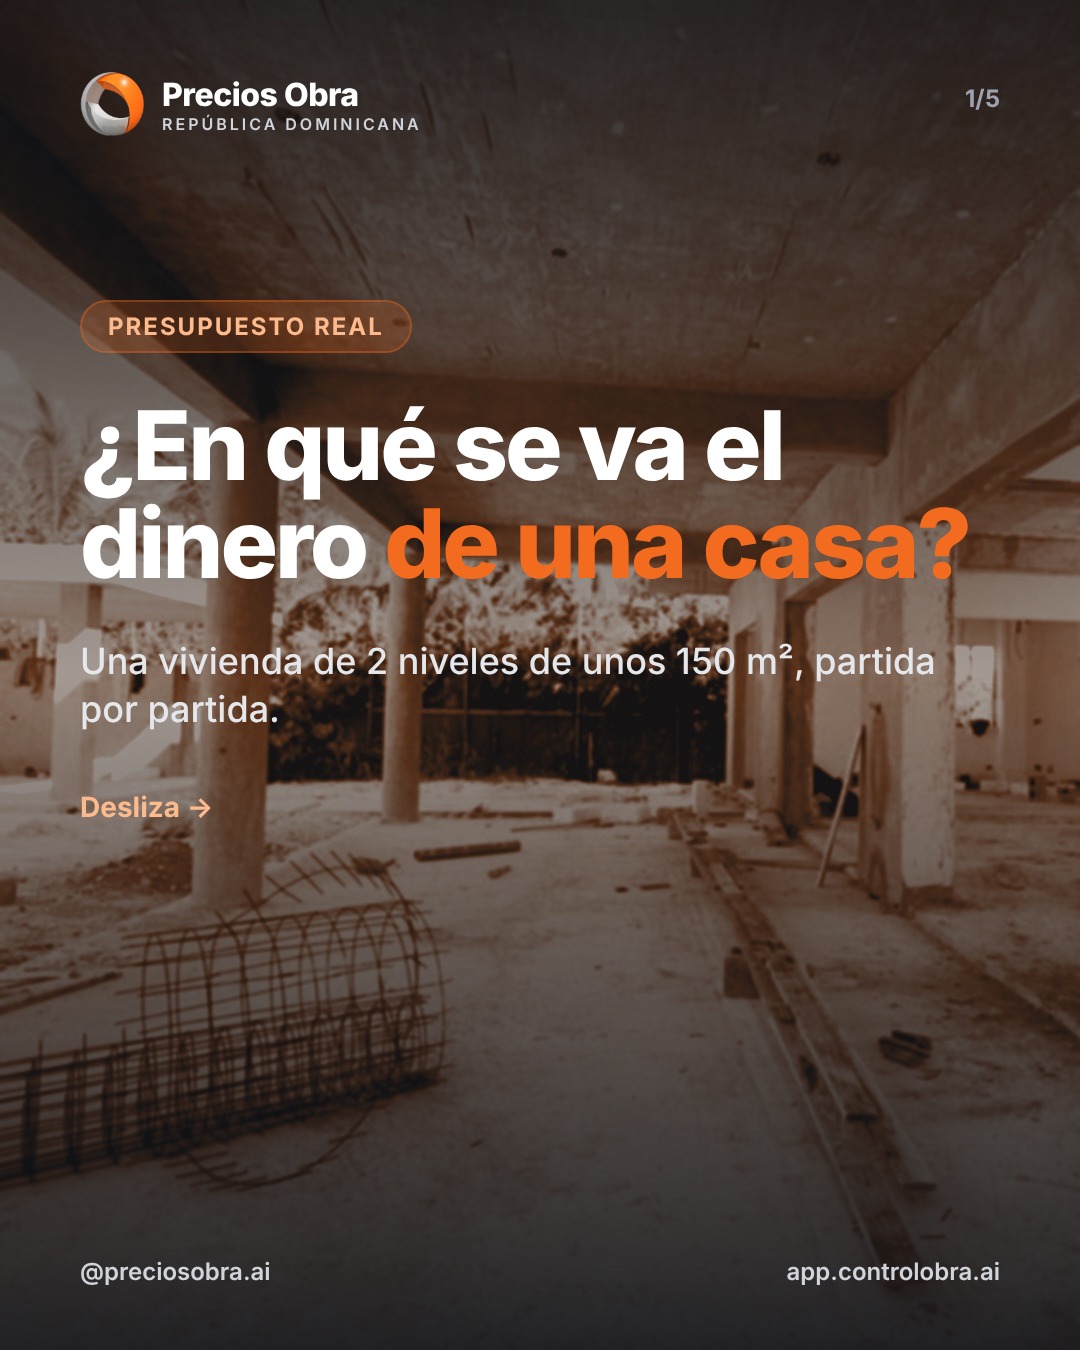 Precios Obra
REPÚBLICA DOMINICANA
1/5
PRESUPUESTO REAL
¿En qué se va el
dinero de una casa?
Una vivienda de 2 niveles de unos 150 m², partida
por partida.
Desliza →
@preciosobra.ai
app.controlobra.ai